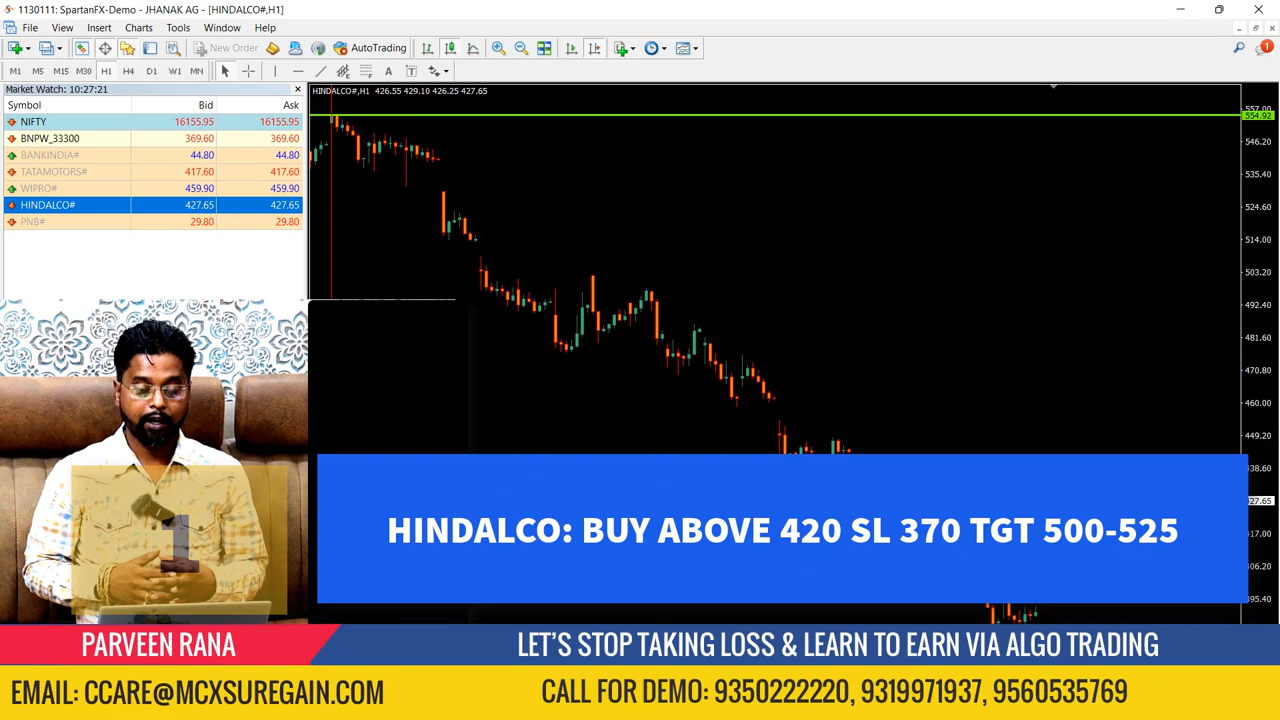 1130111: SpartanFX-Demo - JHANAK AG - [HINDALCO#,H1]
File View Insert Charts Tools Window Help
New Order AutoTrading 1
M1 M5 M15 M30 H1 H4 D1 W1 MN A T
Market Watch: 10:27:21
Symbol Bid Ask
NIFTY 16155.95 16155.95
BNPW_33300 369.60 369.60
BANKINDIA# 44.80 44.80
TATAMOTORS# 417.60 417.60
WIPRO# 459.90 459.90
HINDALCO# 427.65 427.65
PNB# 29.80 29.80
HINDALCO#,H1 426.55 429.10 426.25 427.65
557.00
554.92
546.20
535.40
524.60
514.00
503.20
492.40
481.60
470.80
460.00
449.20
438.60
427.65
417.00
406.20
395.40
1
HINDALCO: BUY ABOVE 420 SL 370 TGT 500-525
PARVEEN RANA
LET'S STOP TAKING LOSS & LEARN TO EARN VIA ALGO TRADING
EMAIL: CCARE@MCXSUREGAIN.COM
CALL FOR DEMO: 9350222220, 9319971937, 9560535769